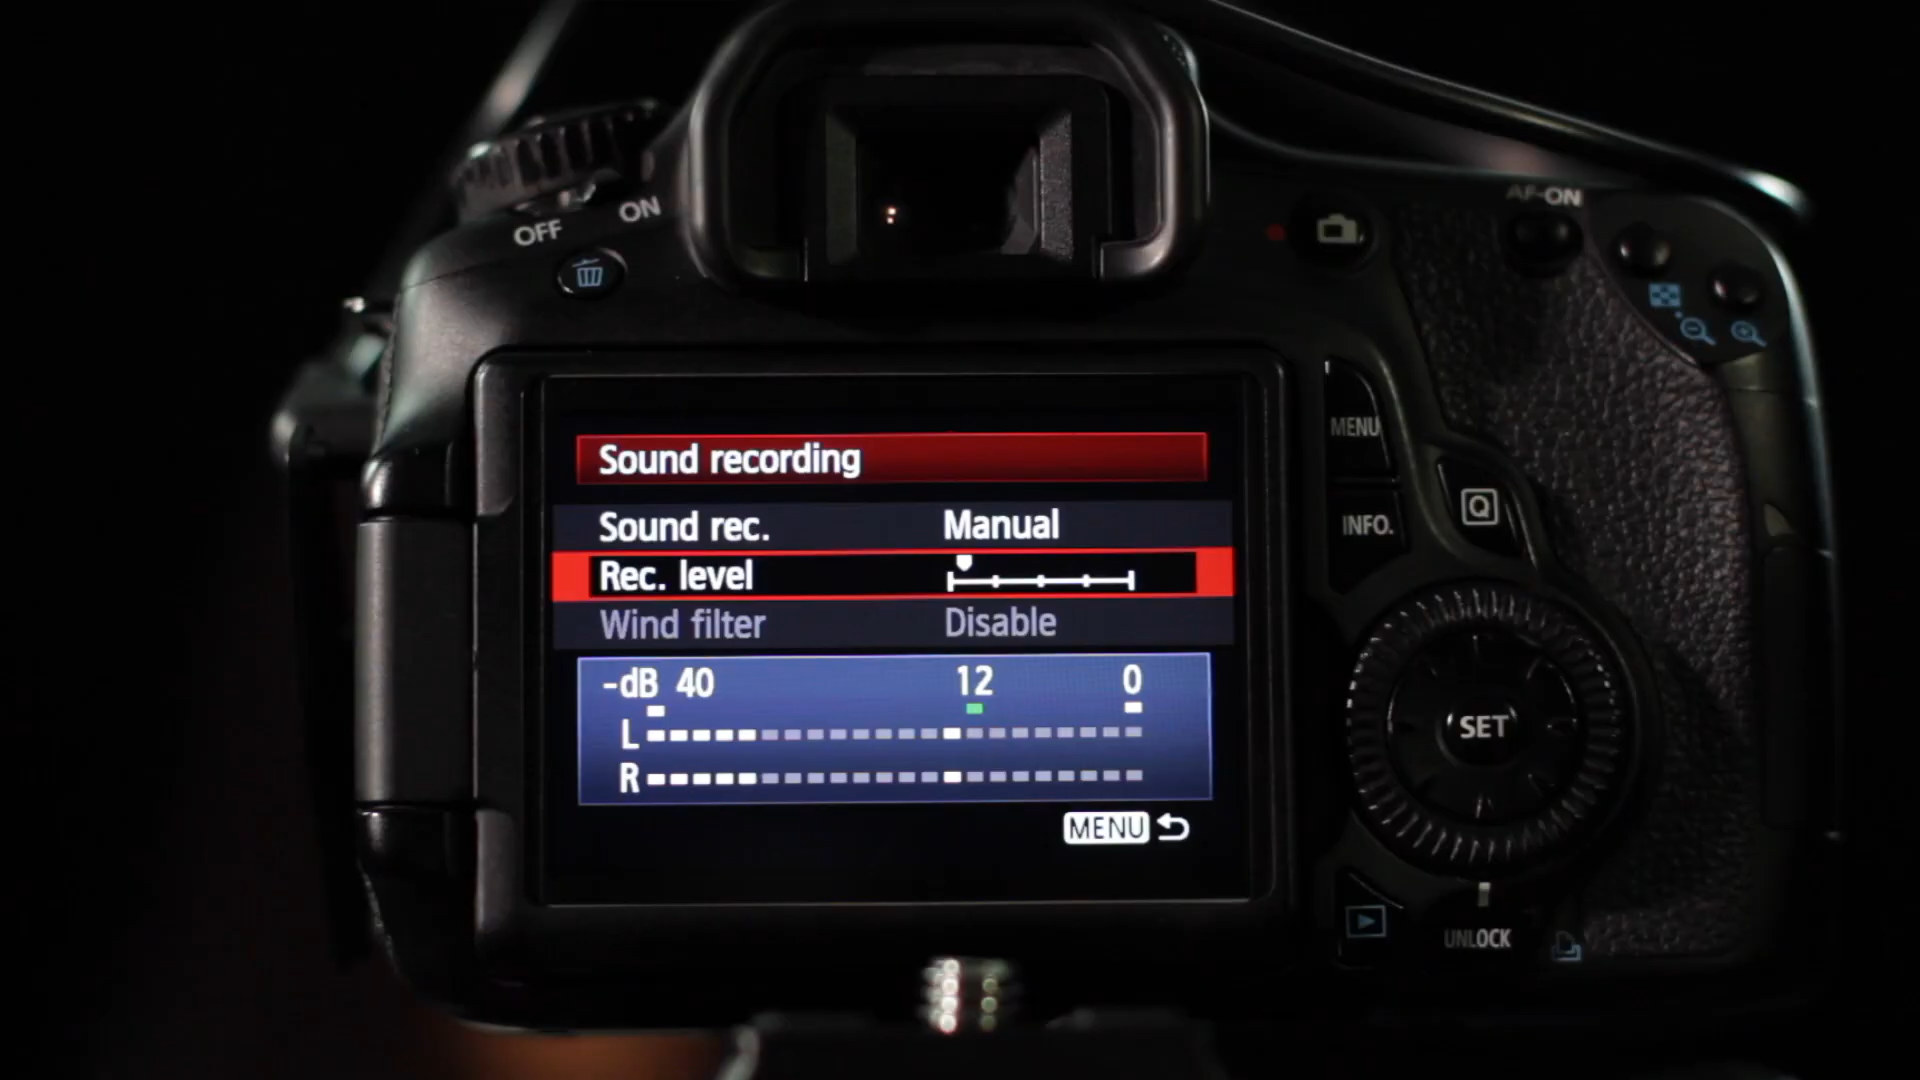 AF-ON
OFF ON
MENU
Sound recording
INFO. Q
Sound rec. Manual
Rec. level
Wind filter Disable
-dB 40 12 0
L
R
SET
MENU
UNLOCK